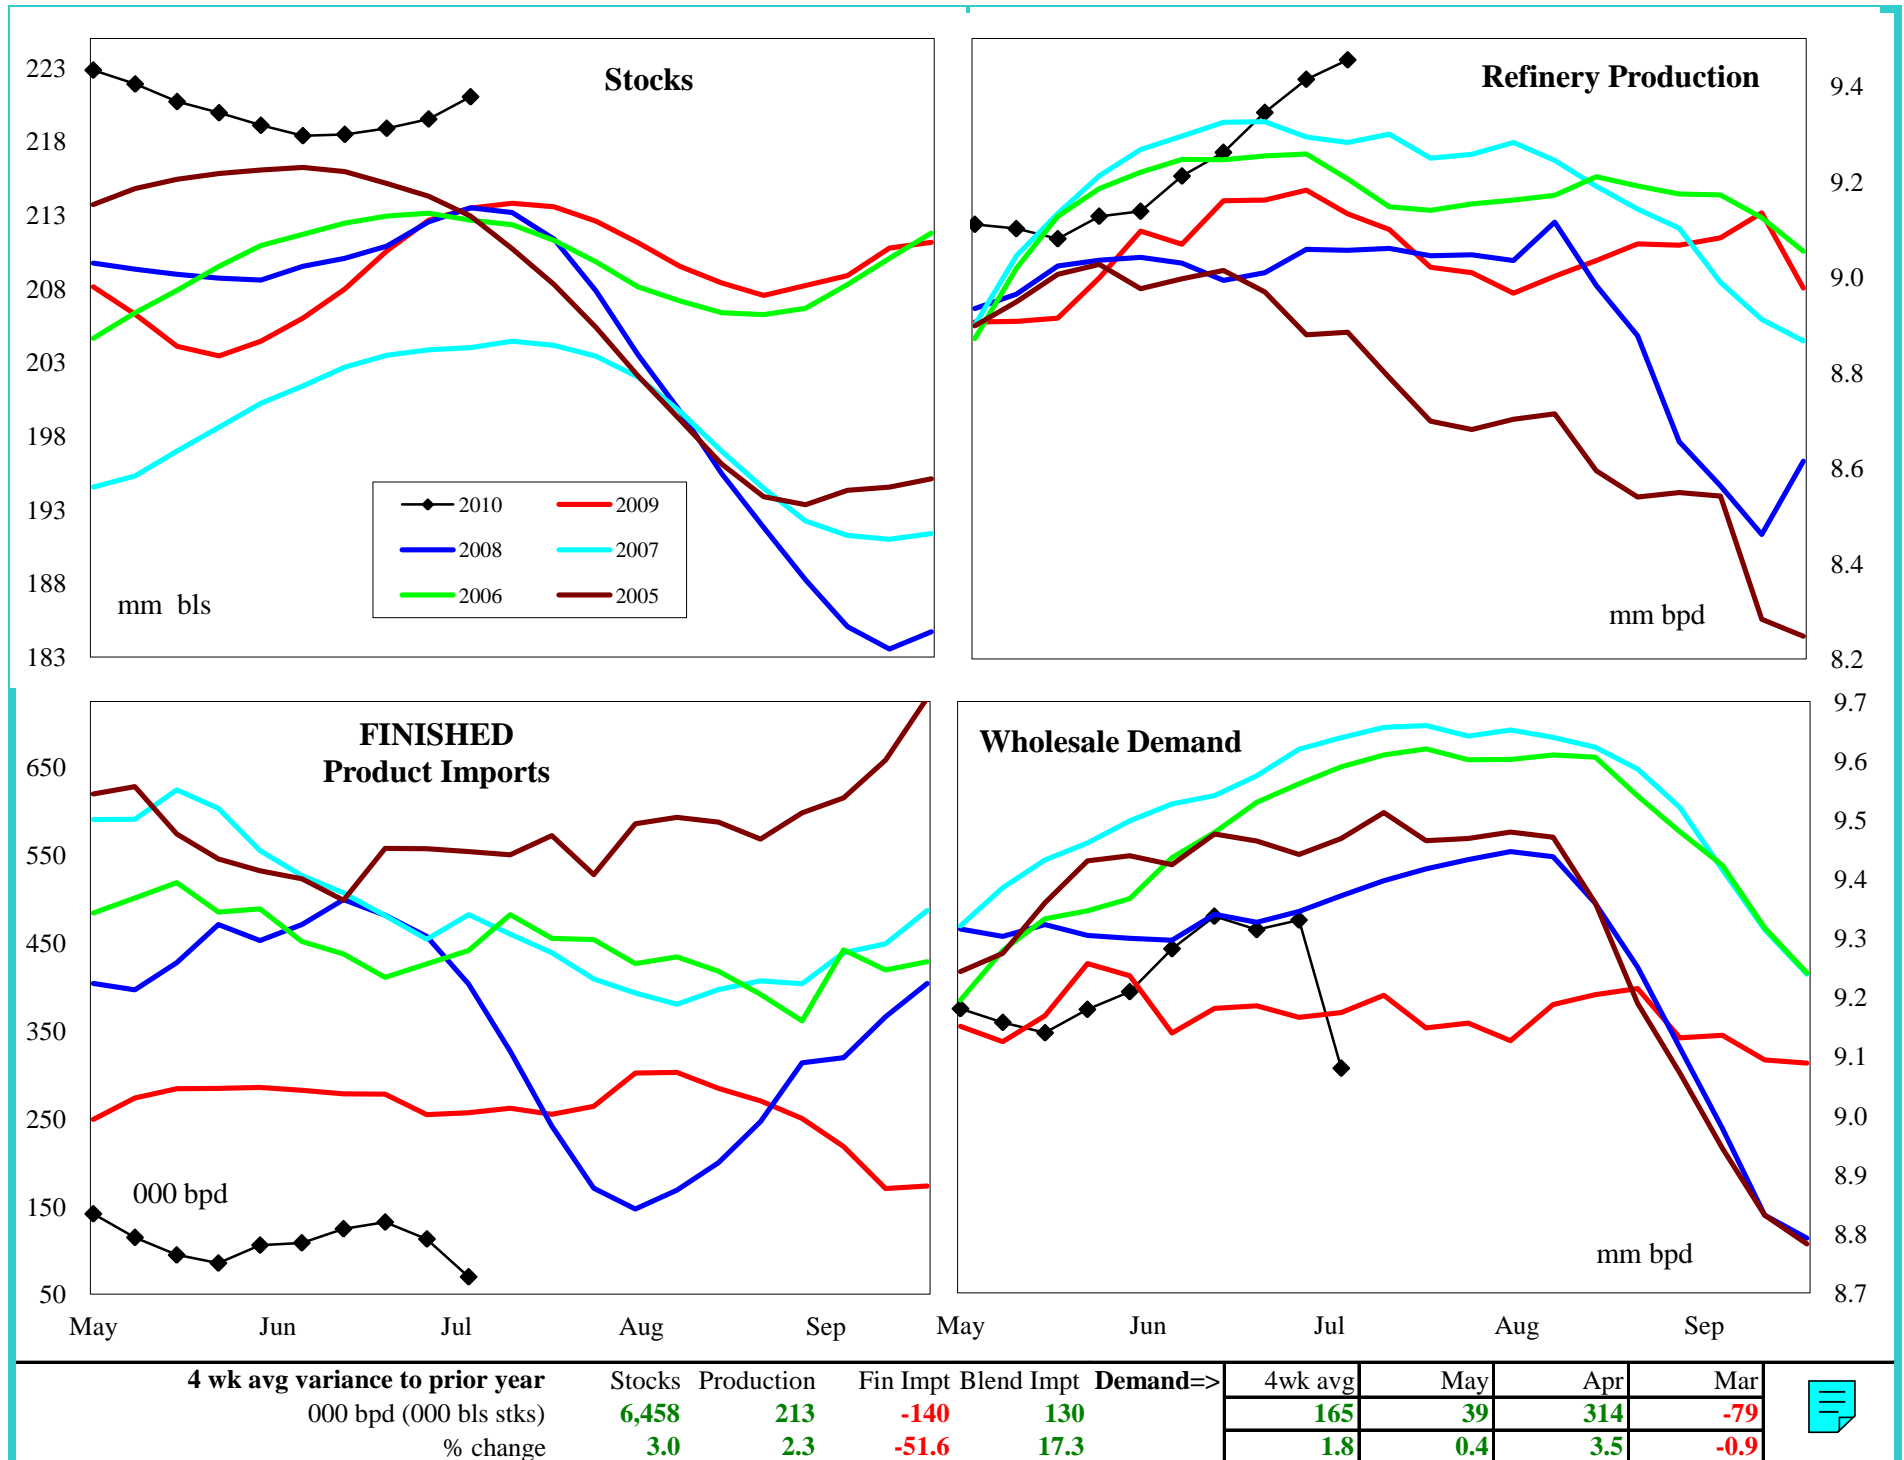 Stocks
223
218
213
208
203
198
193
188
183
2010 2009
2008 2007
2006 2005
mm bls
Refinery Production
9.4
9.2
9.0
8.8
8.6
8.4
8.2
mm bpd
FINISHED
Product Imports
650
550
450
350
250
150
50
000 bpd
May Jun Jul Aug Sep
Wholesale Demand
9.7
9.6
9.5
9.4
9.3
9.2
9.1
9.0
8.9
8.8
8.7
mm bpd
May Jun Jul Aug Sep
4 wk avg variance to prior year Stocks Production Fin Impt Blend Impt Demand=> 4wk avg May Apr Mar
000 bpd (000 bls stks) 6,458 213 -140 130 165 39 314 -79
% change 3.0 2.3 -51.6 17.3 1.8 0.4 3.5 -0.9